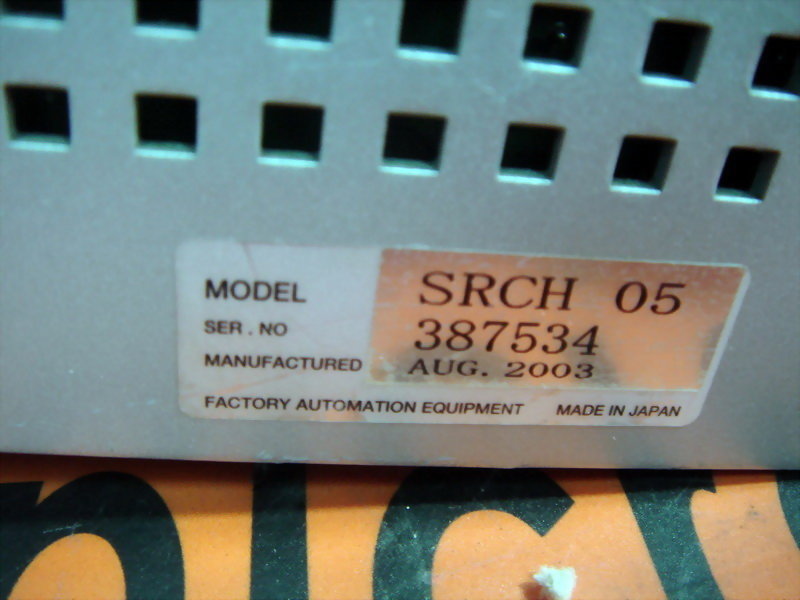 MODEL SRCH 05
SER . NO 387534
MANUFACTURED AUG. 2003
FACTORY AUTOMATION EQUIPMENT MADE IN JAPAN